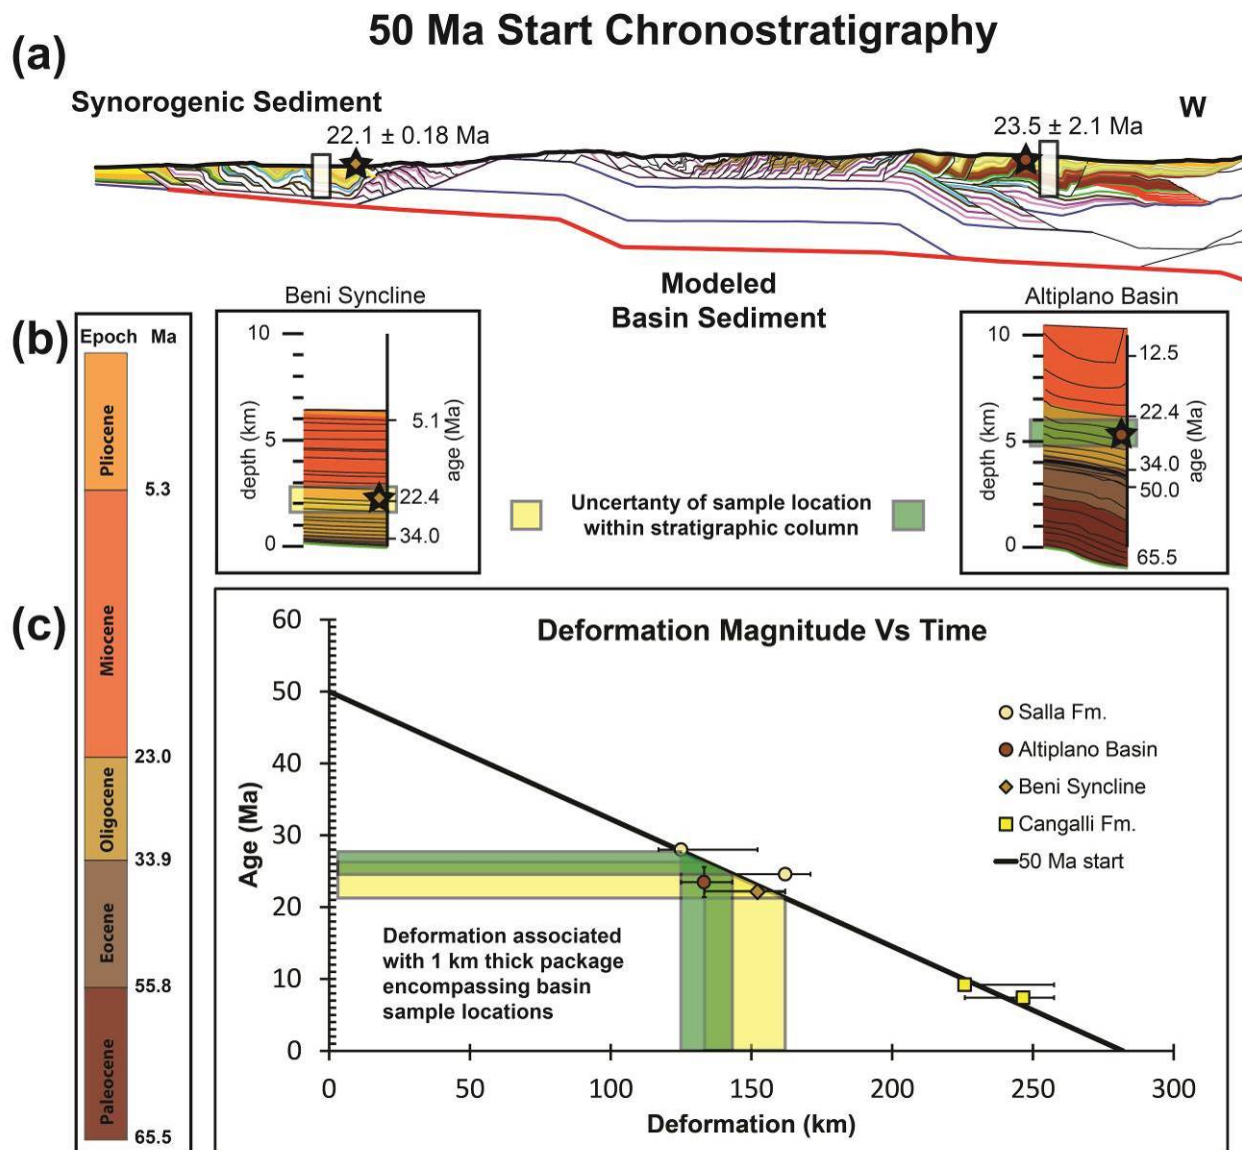 50 Ma Start Chronostratigraphy
(a)
Synorogenic Sediment
W
22.1 ± 0.18 Ma
23.5 ± 2.1 Ma
Modeled
Basin Sediment
(b)
Epoch Ma
Pliocene
5.3
Miocene
23.0
Oligocene
33.9
Eocene
55.8
Paleocene
65.5
Beni Syncline
10
5
0
depth (km)
5.1
22.4
34.0
age (Ma)
Uncertanty of sample location
within stratigraphic column
Altiplano Basin
10
5
0
depth (km)
12.5
22.4
34.0
50.0
65.5
age (Ma)
(c)
Deformation Magnitude Vs Time
60
50
40
30
20
10
0
Age (Ma)
Salla Fm.
Altiplano Basin
Beni Syncline
Cangalli Fm.
50 Ma start
Deformation associated
with 1 km thick package
encompassing basin
sample locations
0 50 100 150 200 250 300
Deformation (km)